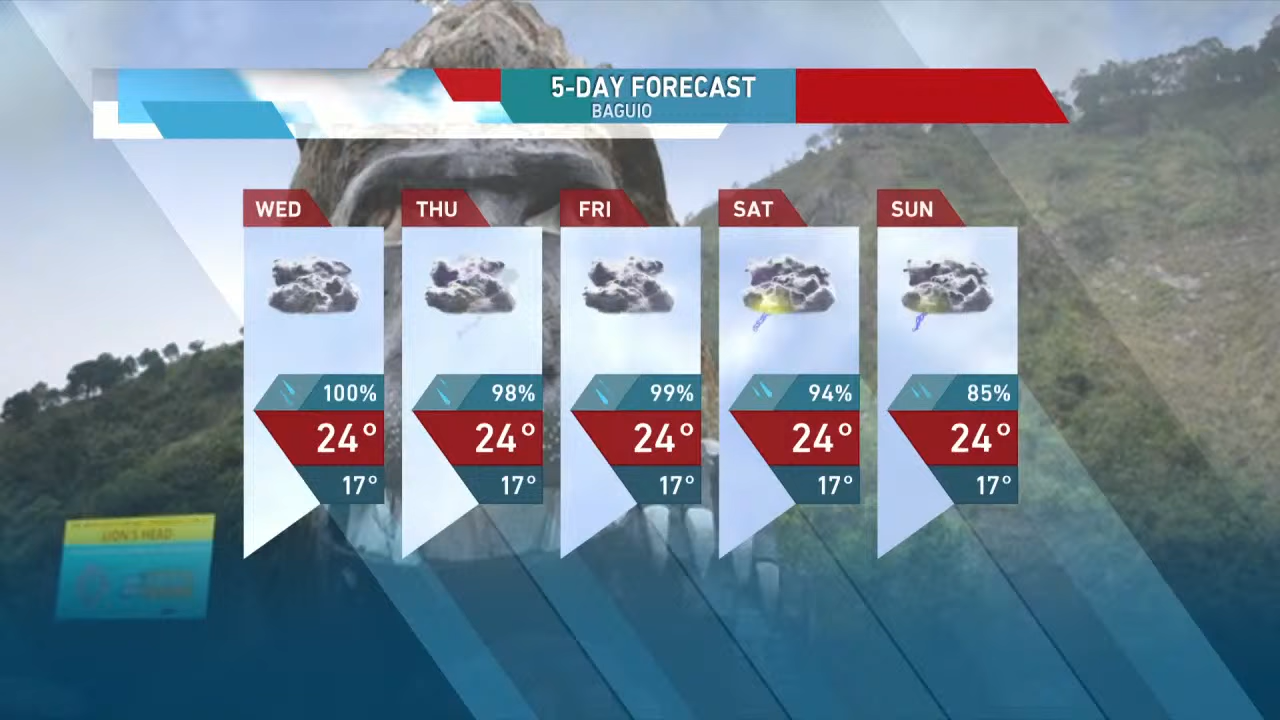 5-DAY FORECAST
BAGUIO
WED
THU
FRI
SAT
SUN
100%
98%
99%
94%
85%
24°
24°
24°
24°
24°
17°
17°
17°
17°
17°
LION'S HEAD